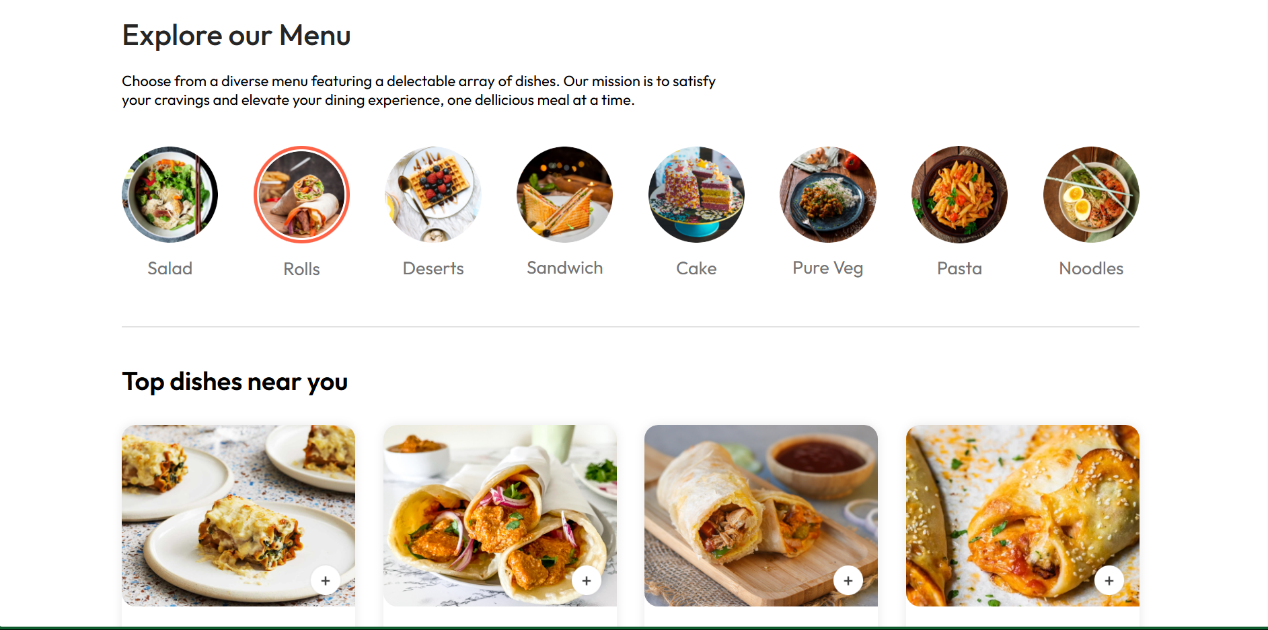 Explore our Menu
Choose from a diverse menu featuring a delectable array of dishes. Our mission is to satisfy
your cravings and elevate your dining experience, one dellicious meal at a time.
Salad
Rolls
Deserts
Sandwich
Cake
Pure Veg
Pasta
Noodles
Top dishes near you
+
+
+
+